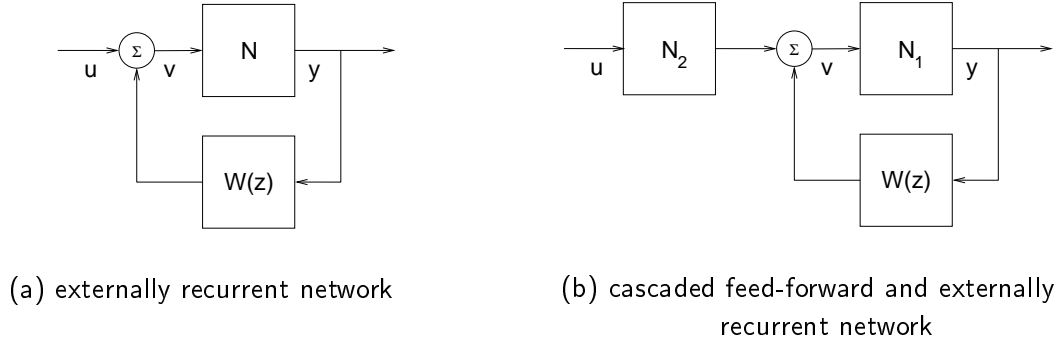 Σ
N
u
v
y
W(z)
(a) externally recurrent network
N₂
Σ
N₁
u
v
y
W(z)
(b) cascaded feed-forward and externally
recurrent network